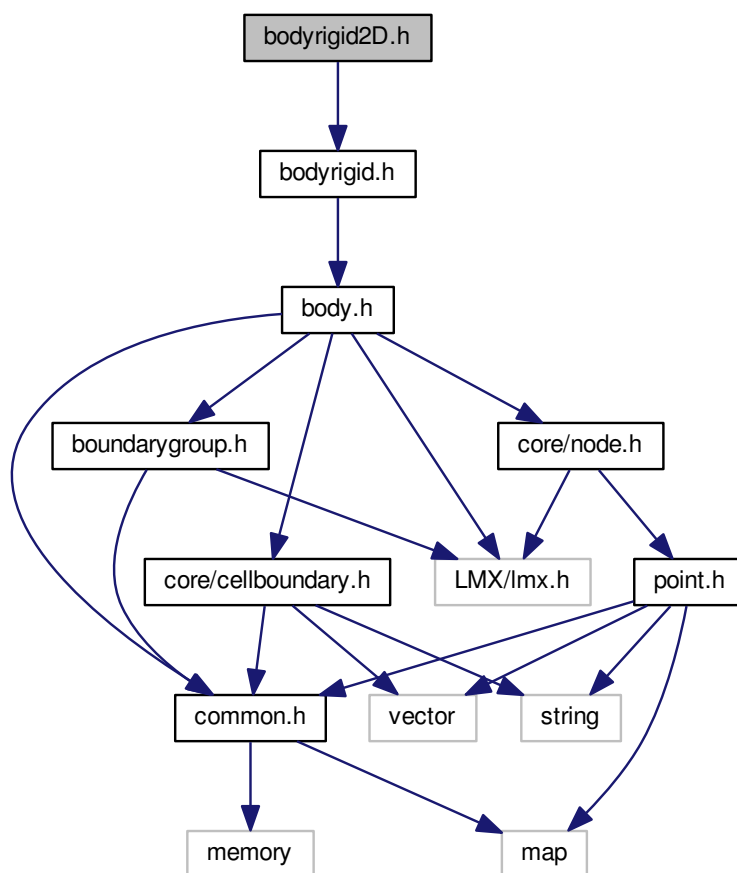 bodyrigid2D.h
bodyrigid.h
body.h
boundarygroup.h
core/node.h
core/cellboundary.h
LMX/lmx.h
point.h
common.h
vector
string
memory
map